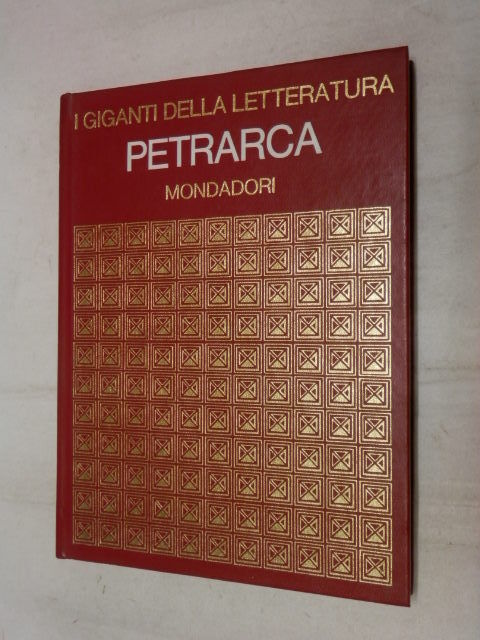 I GIGANTI DELLA LETTERATURA
PETRARCA
MONDADORI